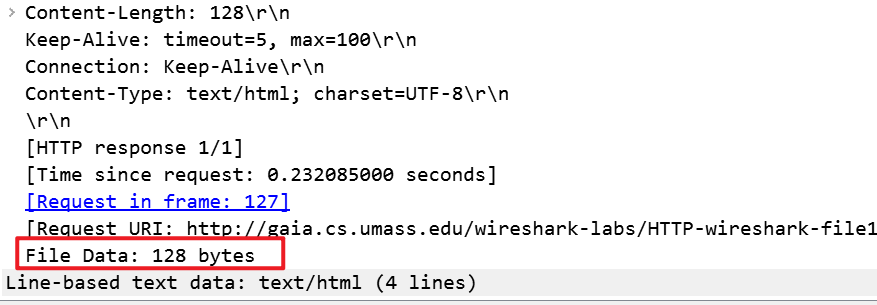 Content-Length: 128\r\n
Keep-Alive: timeout=5, max=100\r\n
Connection: Keep-Alive\r\n
Content-Type: text/html; charset=UTF-8\r\n
\r\n
[HTTP response 1/1]
[Time since request: 0.232085000 seconds]
[Request in frame: 127]
[Request URI: http://gaia.cs.umass.edu/wireshark-labs/HTTP-wireshark-file1
File Data: 128 bytes
Line-based text data: text/html (4 lines)